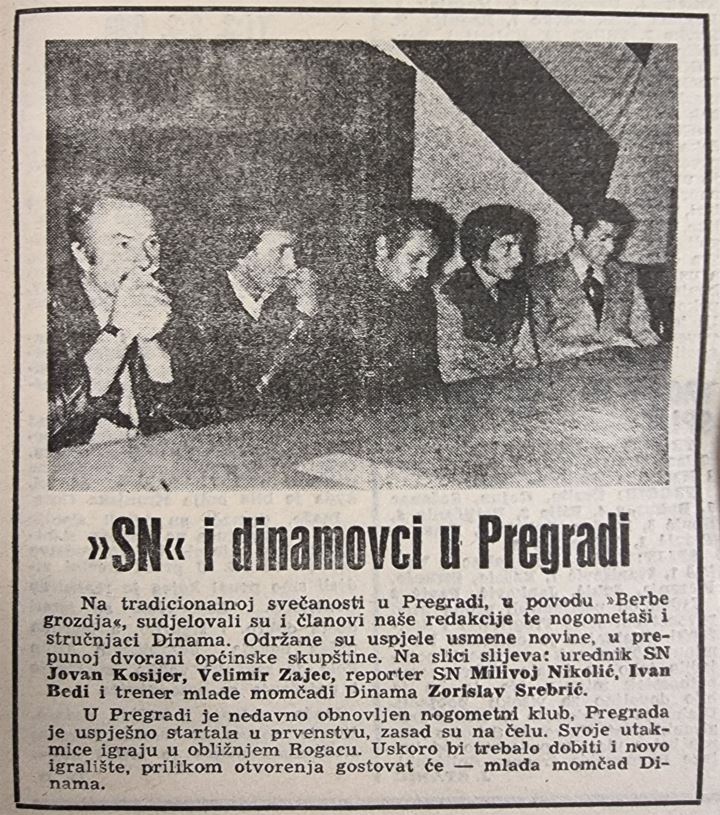 »SN« i dinamovci u Pregradi
Na tradicionalnoj svečanosti u Pregradi, u povodu »Berbe
grozdja«, sudjelovali su i članovi naše redakcije te nogometaši i
stručnjaci Dinama. Održane su uspjele usmene novine, u pre-
punoj dvorani općinske skupštine. Na slici slijeva: urednik SN
Jovan Kosijer, Velimir Zajec, reporter SN Milivoj Nikolić, Ivan
Bedi i trener mlade momčadi Dinama Zorislav Srebrić.
U Pregradi je nedavno obnovljen nogometni klub, Pregrada
je uspješno startala u prvenstvu, zasad su na čelu. Svoje utak-
mice igraju u obližnjem Rogacu. Uskoro bi trebalo dobiti i novo
igralište, prilikom otvorenja gostovat će — mlada momčad Di-
nama.